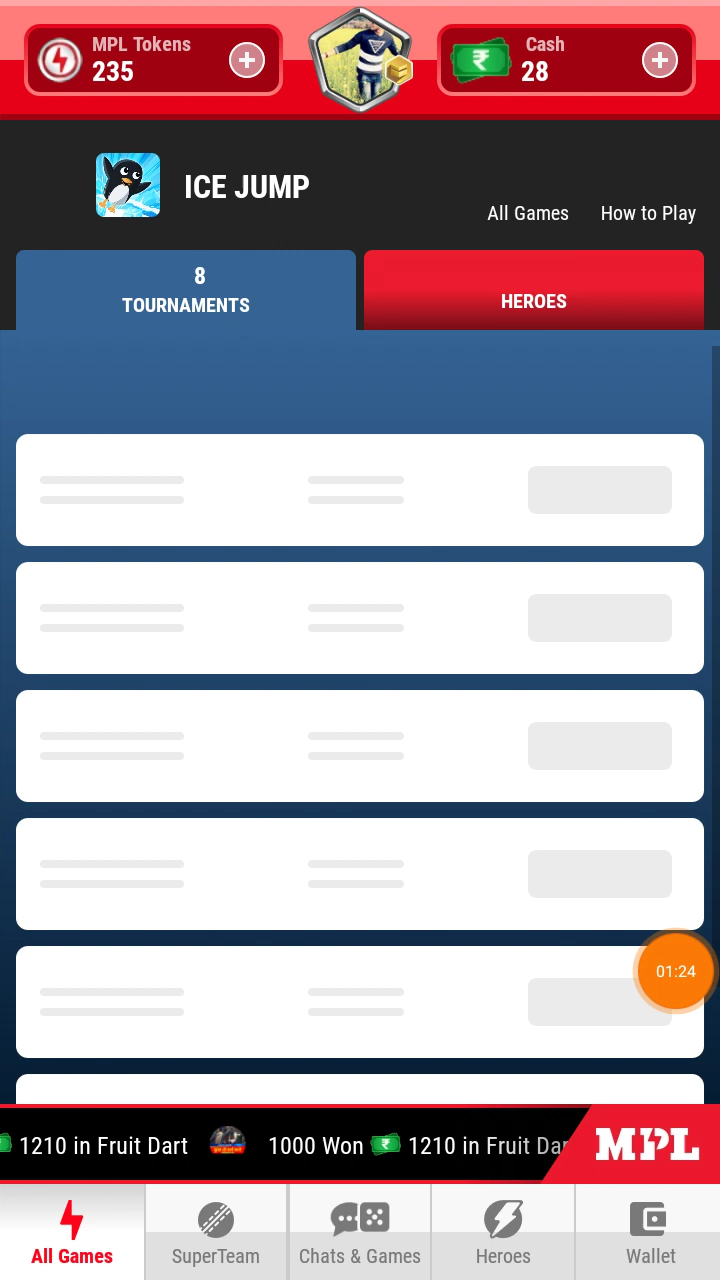 MPL Tokens
235
Cash
28
ICE JUMP
All Games
How to Play
8
TOURNAMENTS
HEROES
01:24
1210 in Fruit Dart
1000 Won
1210 in Fruit Dar
MPL
All Games
SuperTeam
Chats & Games
Heroes
Wallet